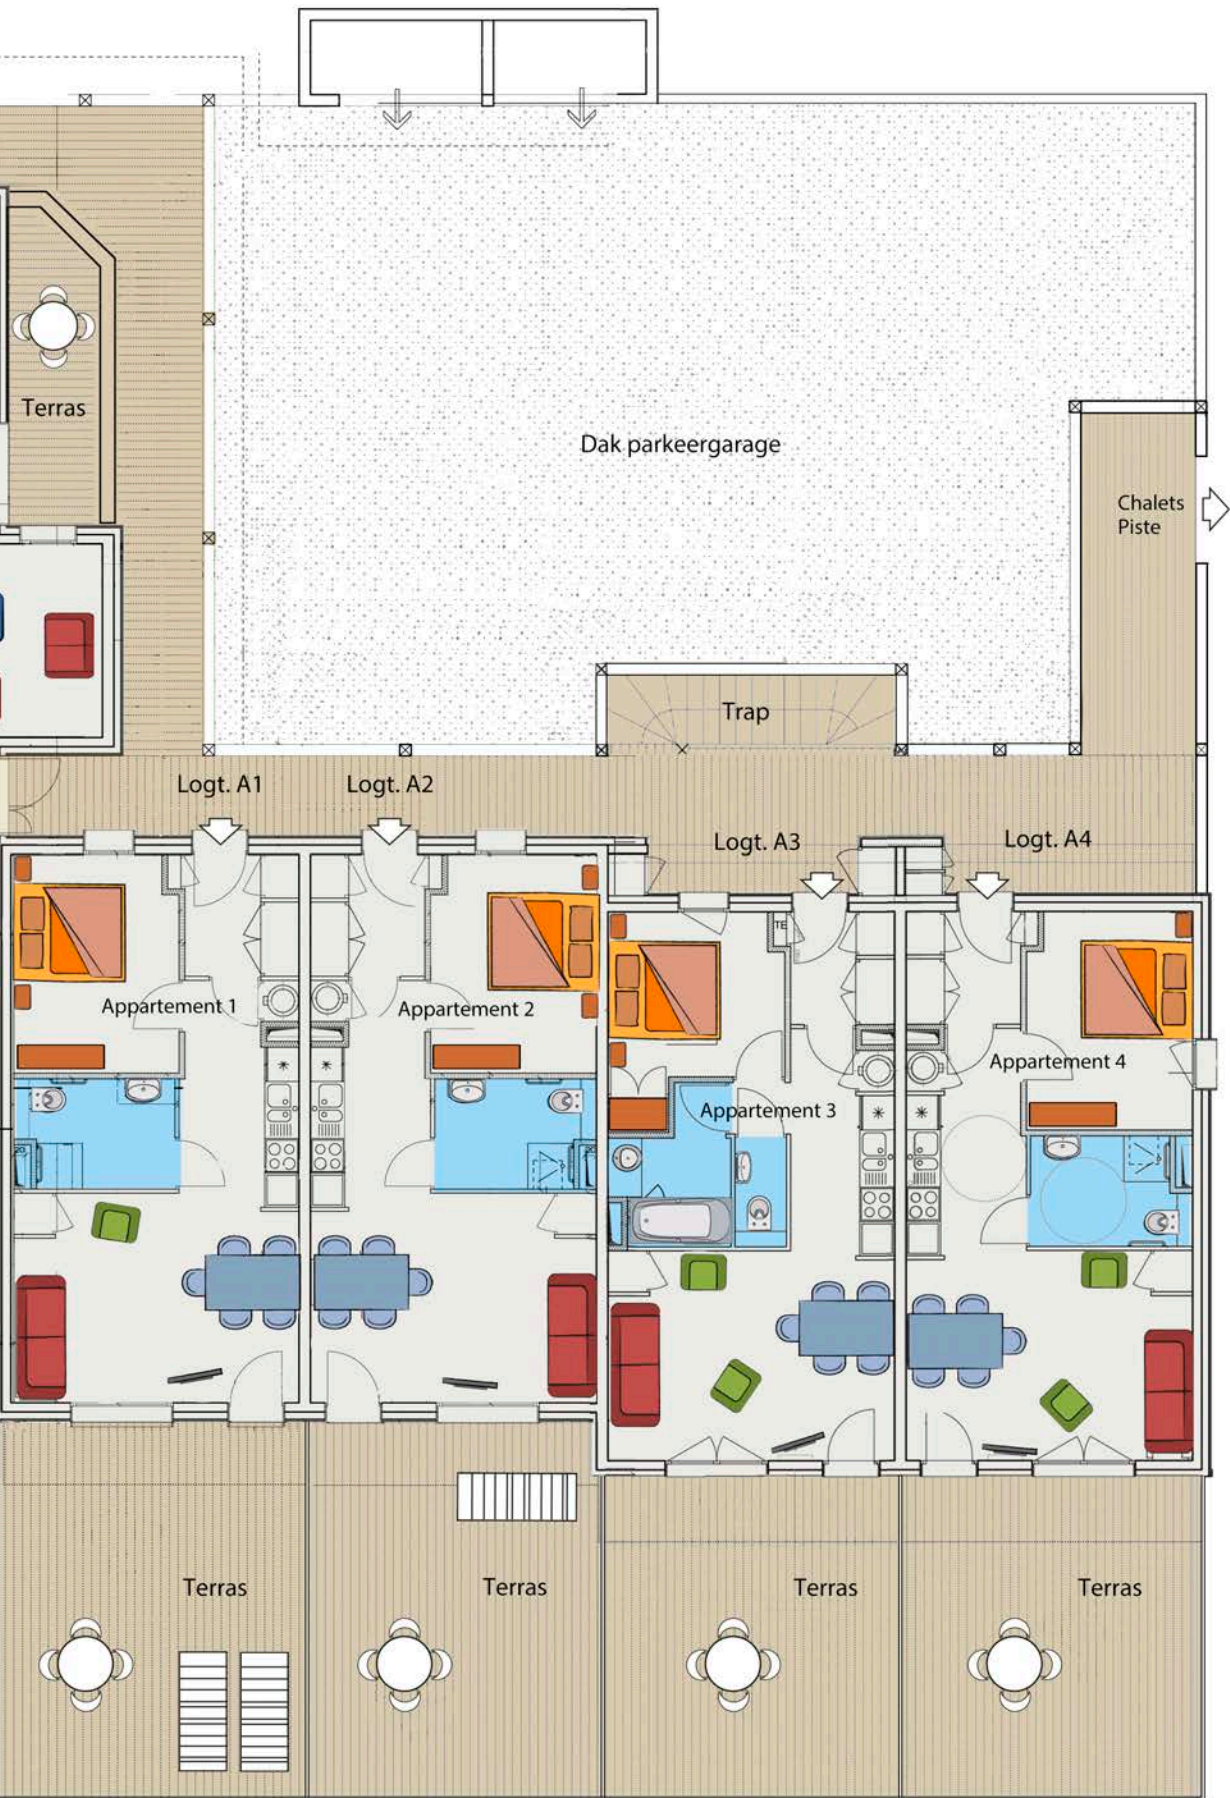 Terras
Dak parkeergarage
Chalets
Piste
Trap
Logt. A1
Logt. A2
Logt. A3
Logt. A4
TE
Appartement 1
Appartement 2
Appartement 4
Appartement 3
Terras
Terras
Terras
Terras